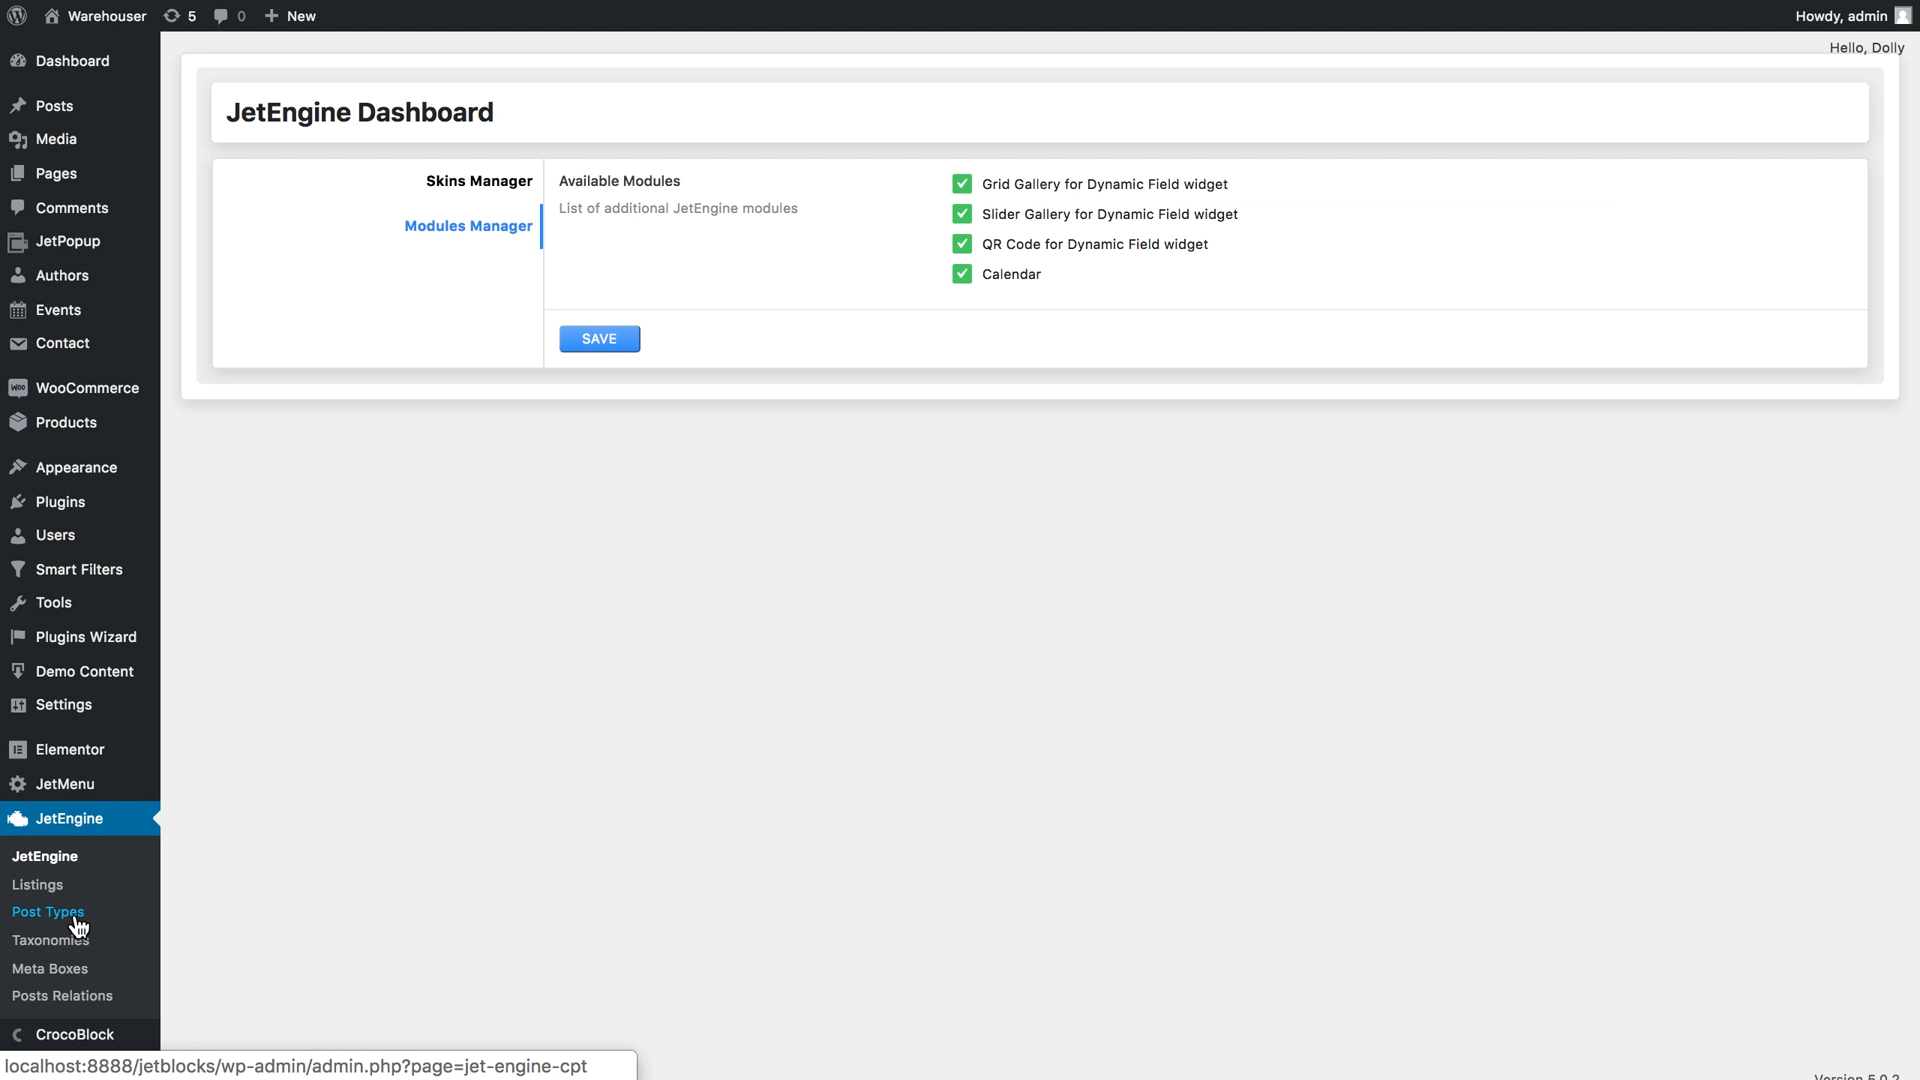 Warehouser 5 0 New Howdy, admin
Hello, Dolly
Dashboard
Posts
Media
Pages
Comments
JetPopup
Authors
Events
Contact
WooCommerce
Products
Appearance
Plugins
Users
Smart Filters
Tools
Plugins Wizard
Demo Content
Settings
Elementor
JetMenu
JetEngine
JetEngine
Listings
Post Types
Taxonomies
Meta Boxes
Posts Relations
CrocoBlock
JetEngine Dashboard
Skins Manager
Modules Manager
Available Modules
List of additional JetEngine modules
Grid Gallery for Dynamic Field widget
Slider Gallery for Dynamic Field widget
QR Code for Dynamic Field widget
Calendar
SAVE
localhost:8888/jetblocks/wp-admin/admin.php?page=jet-engine-cpt
Version 5.0.2